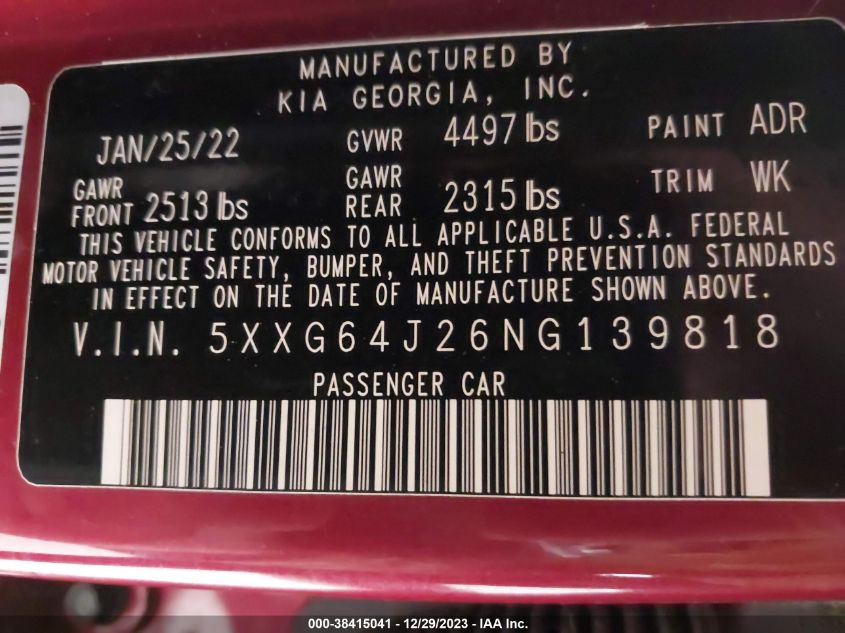 MANUFACTURED BY
KIA GEORGIA, INC.
JAN/25/22 GVWR 4497 lbs PAINT ADR
GAWR FRONT 2513 lbs GAWR REAR 2315 lbs TRIM WK
THIS VEHICLE CONFORMS TO ALL APPLICABLE U.S.A. FEDERAL
MOTOR VEHICLE SAFETY, BUMPER, AND THEFT PREVENTION STANDARDS
IN EFFECT ON THE DATE OF MANUFACTURE SHOWN ABOVE.
V.I.N. 5XXG64J26NG139818
PASSENGER CAR
000-38415041 - 12/29/2023 - IAA Inc.